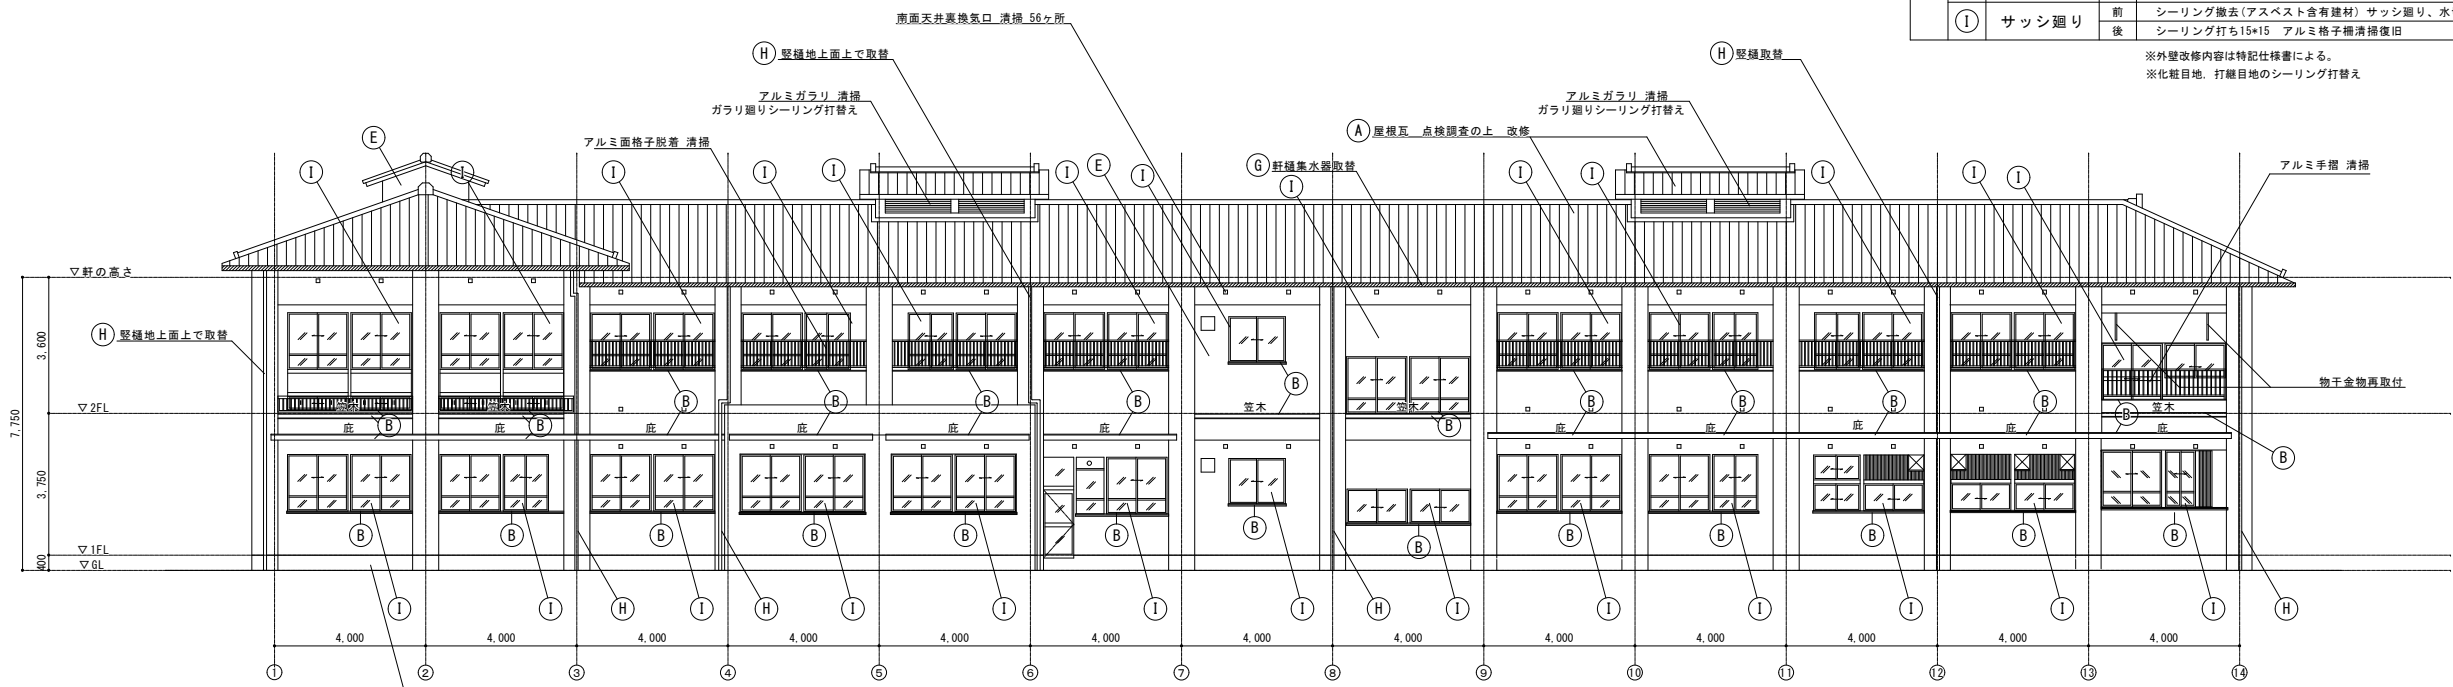 南面天井裏換気口 清掃 56ヶ所
Ⓘ サッシ廻り
前 シーリング撤去(アスベスト含有建材) サッシ廻り、水
後 シーリング打ち15*15 アルミ格子柵清掃復旧
※外壁改修内容は特記仕様書による。
※化粧目地、打継目地のシーリング打替え
Ⓗ 竪樋地上面上で取替
Ⓗ 竪樋取替
アルミガラリ 清掃
ガラリ廻りシーリング打替え
アルミガラリ 清掃
ガラリ廻りシーリング打替え
Ⓔ
アルミ面格子脱着 清掃
Ⓐ 屋根瓦 点検調査の上 改修
Ⓔ
Ⓖ 軒樋集水器取替
アルミ手摺 清掃
Ⓘ Ⓘ Ⓘ Ⓘ Ⓘ Ⓘ Ⓘ Ⓘ Ⓘ Ⓘ Ⓘ Ⓘ Ⓘ
▽軒の高さ
Ⓗ 竪樋地上面上で取替
3,600
物干金物再取付
Ⓑ Ⓑ Ⓑ Ⓑ Ⓑ Ⓑ Ⓑ Ⓑ Ⓑ Ⓑ
笠木 笠木 笠木 笠木 笠木
▽2FL
7,750
Ⓑ Ⓑ Ⓑ Ⓑ
庇 庇 庇 庇 庇 庇 庇 庇 庇 庇 庇
Ⓑ
3,750
Ⓑ Ⓑ Ⓑ Ⓑ Ⓑ Ⓑ Ⓑ Ⓑ Ⓑ Ⓑ Ⓑ Ⓑ Ⓑ
▽1FL
400
▽GL
Ⓘ Ⓘ Ⓗ Ⓘ Ⓗ Ⓘ Ⓘ Ⓘ Ⓘ Ⓗ Ⓘ Ⓘ Ⓘ Ⓘ Ⓘ Ⓘ Ⓗ
4,000 4,000 4,000 4,000 4,000 4,000 4,000 4,000 4,000 4,000 4,000 4,000 4,000
① ② ③ ④ ⑤ ⑥ ⑦ ⑧ ⑨ ⑩ ⑪ ⑫ ⑬ ⑭